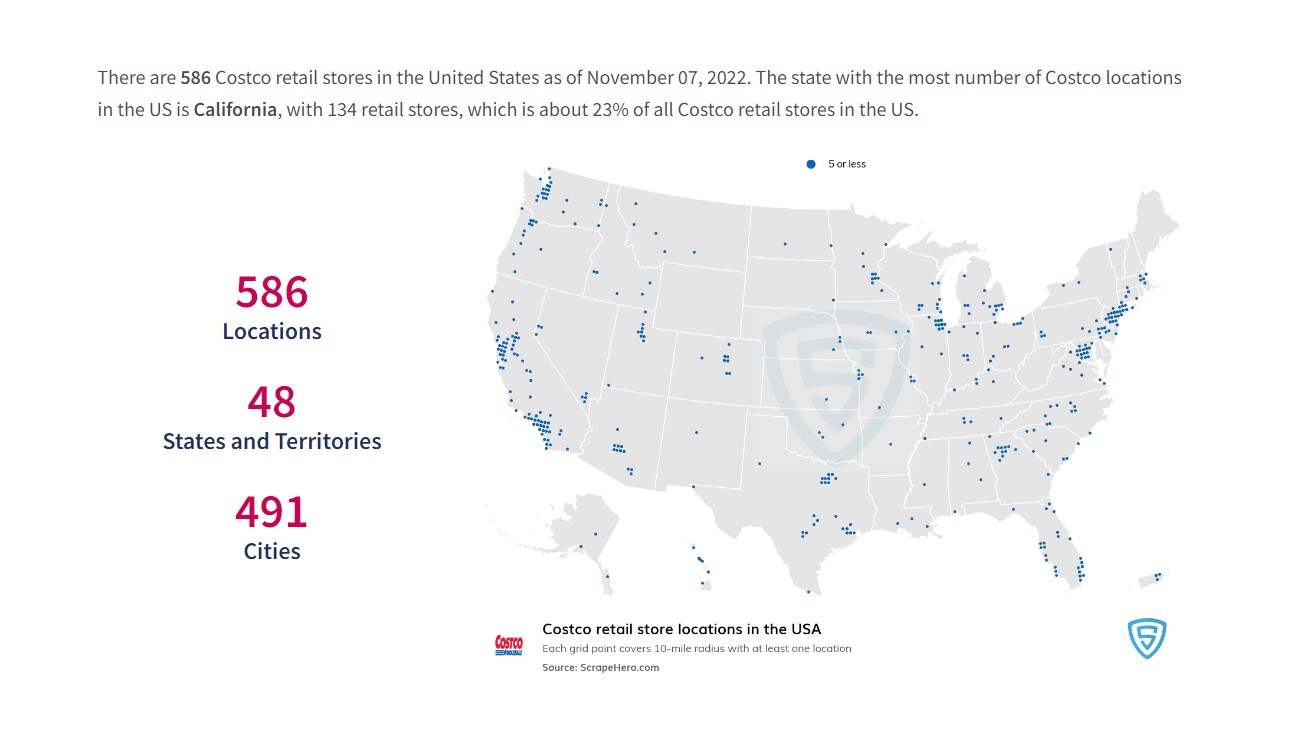 There are 586 Costco retail stores in the United States as of November 07, 2022. The state with the most number of Costco locations
in the US is California, with 134 retail stores, which is about 23% of all Costco retail stores in the US.
5 or less
586
Locations
48
States and Territories
491
Cities
COSTCO
WHOLESALE
Costco retail store locations in the USA
Each grid point covers 10-mile radius with at least one location
Source: ScrapeHero.com